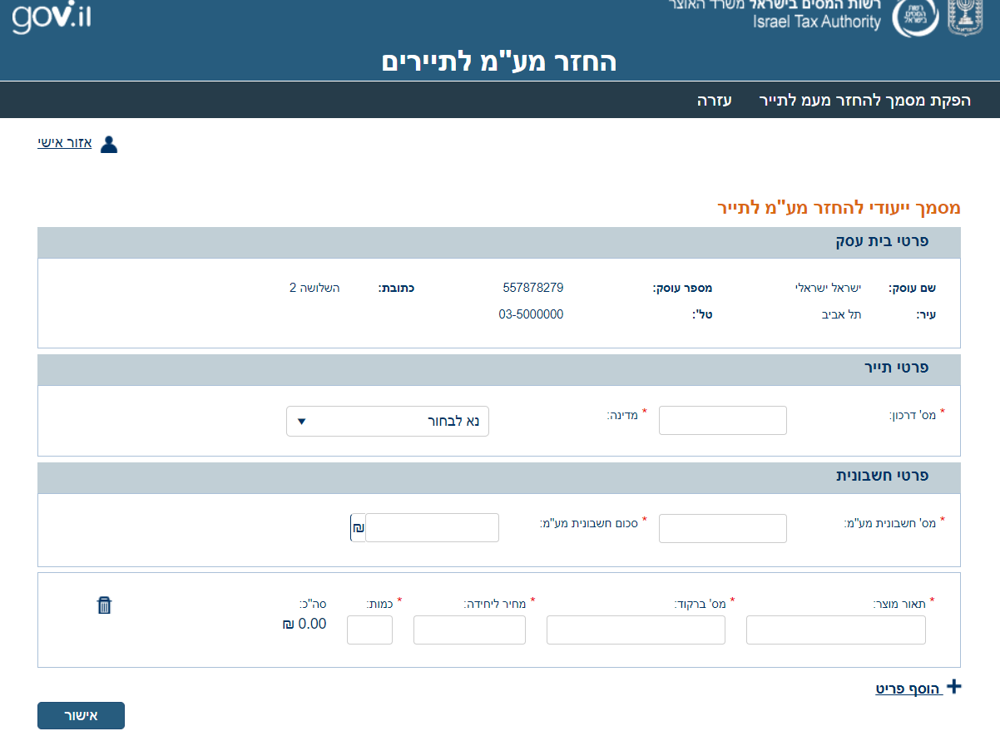 gov.il
רשות המסים בישראל משרד האוצר
Israel Tax Authority
רשות המסים בישראל
החזר מע"מ לתיירים
הפקת מסמך להחזר מעמ לתייר
עזרה
אזור אישי
מסמך ייעודי להחזר מע"מ לתייר
פרטי בית עסק
שם עוסק: ישראל ישראלי מספר עוסק: 557878279 כתובת: השלושה 2
עיר: תל אביב טל': 03-5000000
פרטי תייר
* מס' דרכון: * מדינה: נא לבחור ▼
פרטי חשבונית
* מס' חשבונית מע"מ: * סכום חשבונית מע"מ: ₪
* תאור מוצר: * מס' ברקוד: * מחיר ליחידה: * כמות: סה"כ:
0.00 ₪
+ הוסף פריט
אישור